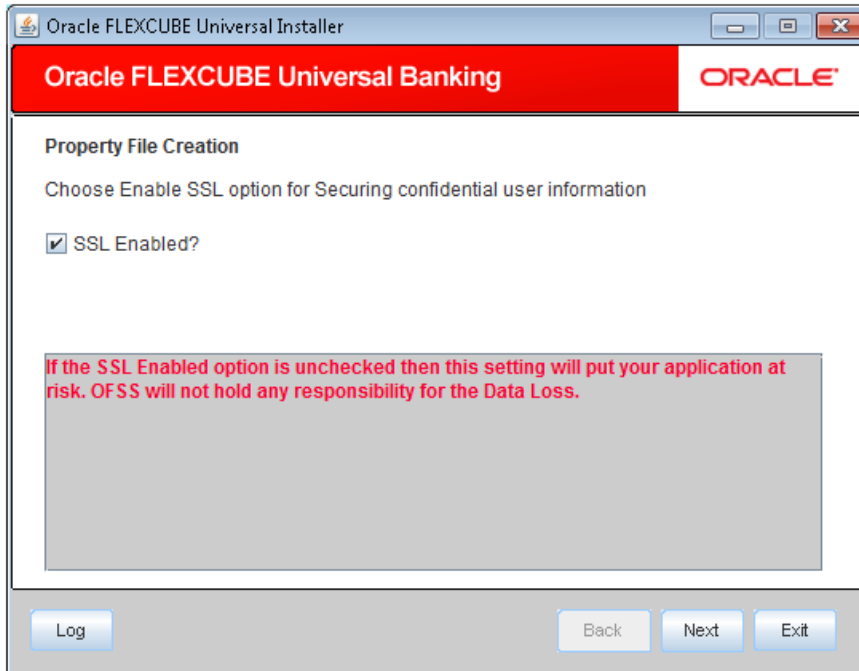 Oracle FLEXCUBE Universal Installer
Oracle FLEXCUBE Universal Banking
ORACLE
Property File Creation
Choose Enable SSL option for Securing confidential user information
SSL Enabled?
If the SSL Enabled option is unchecked then this setting will put your application at
risk. OFSS will not hold any responsibility for the Data Loss.
Log
Back
Next
Exit